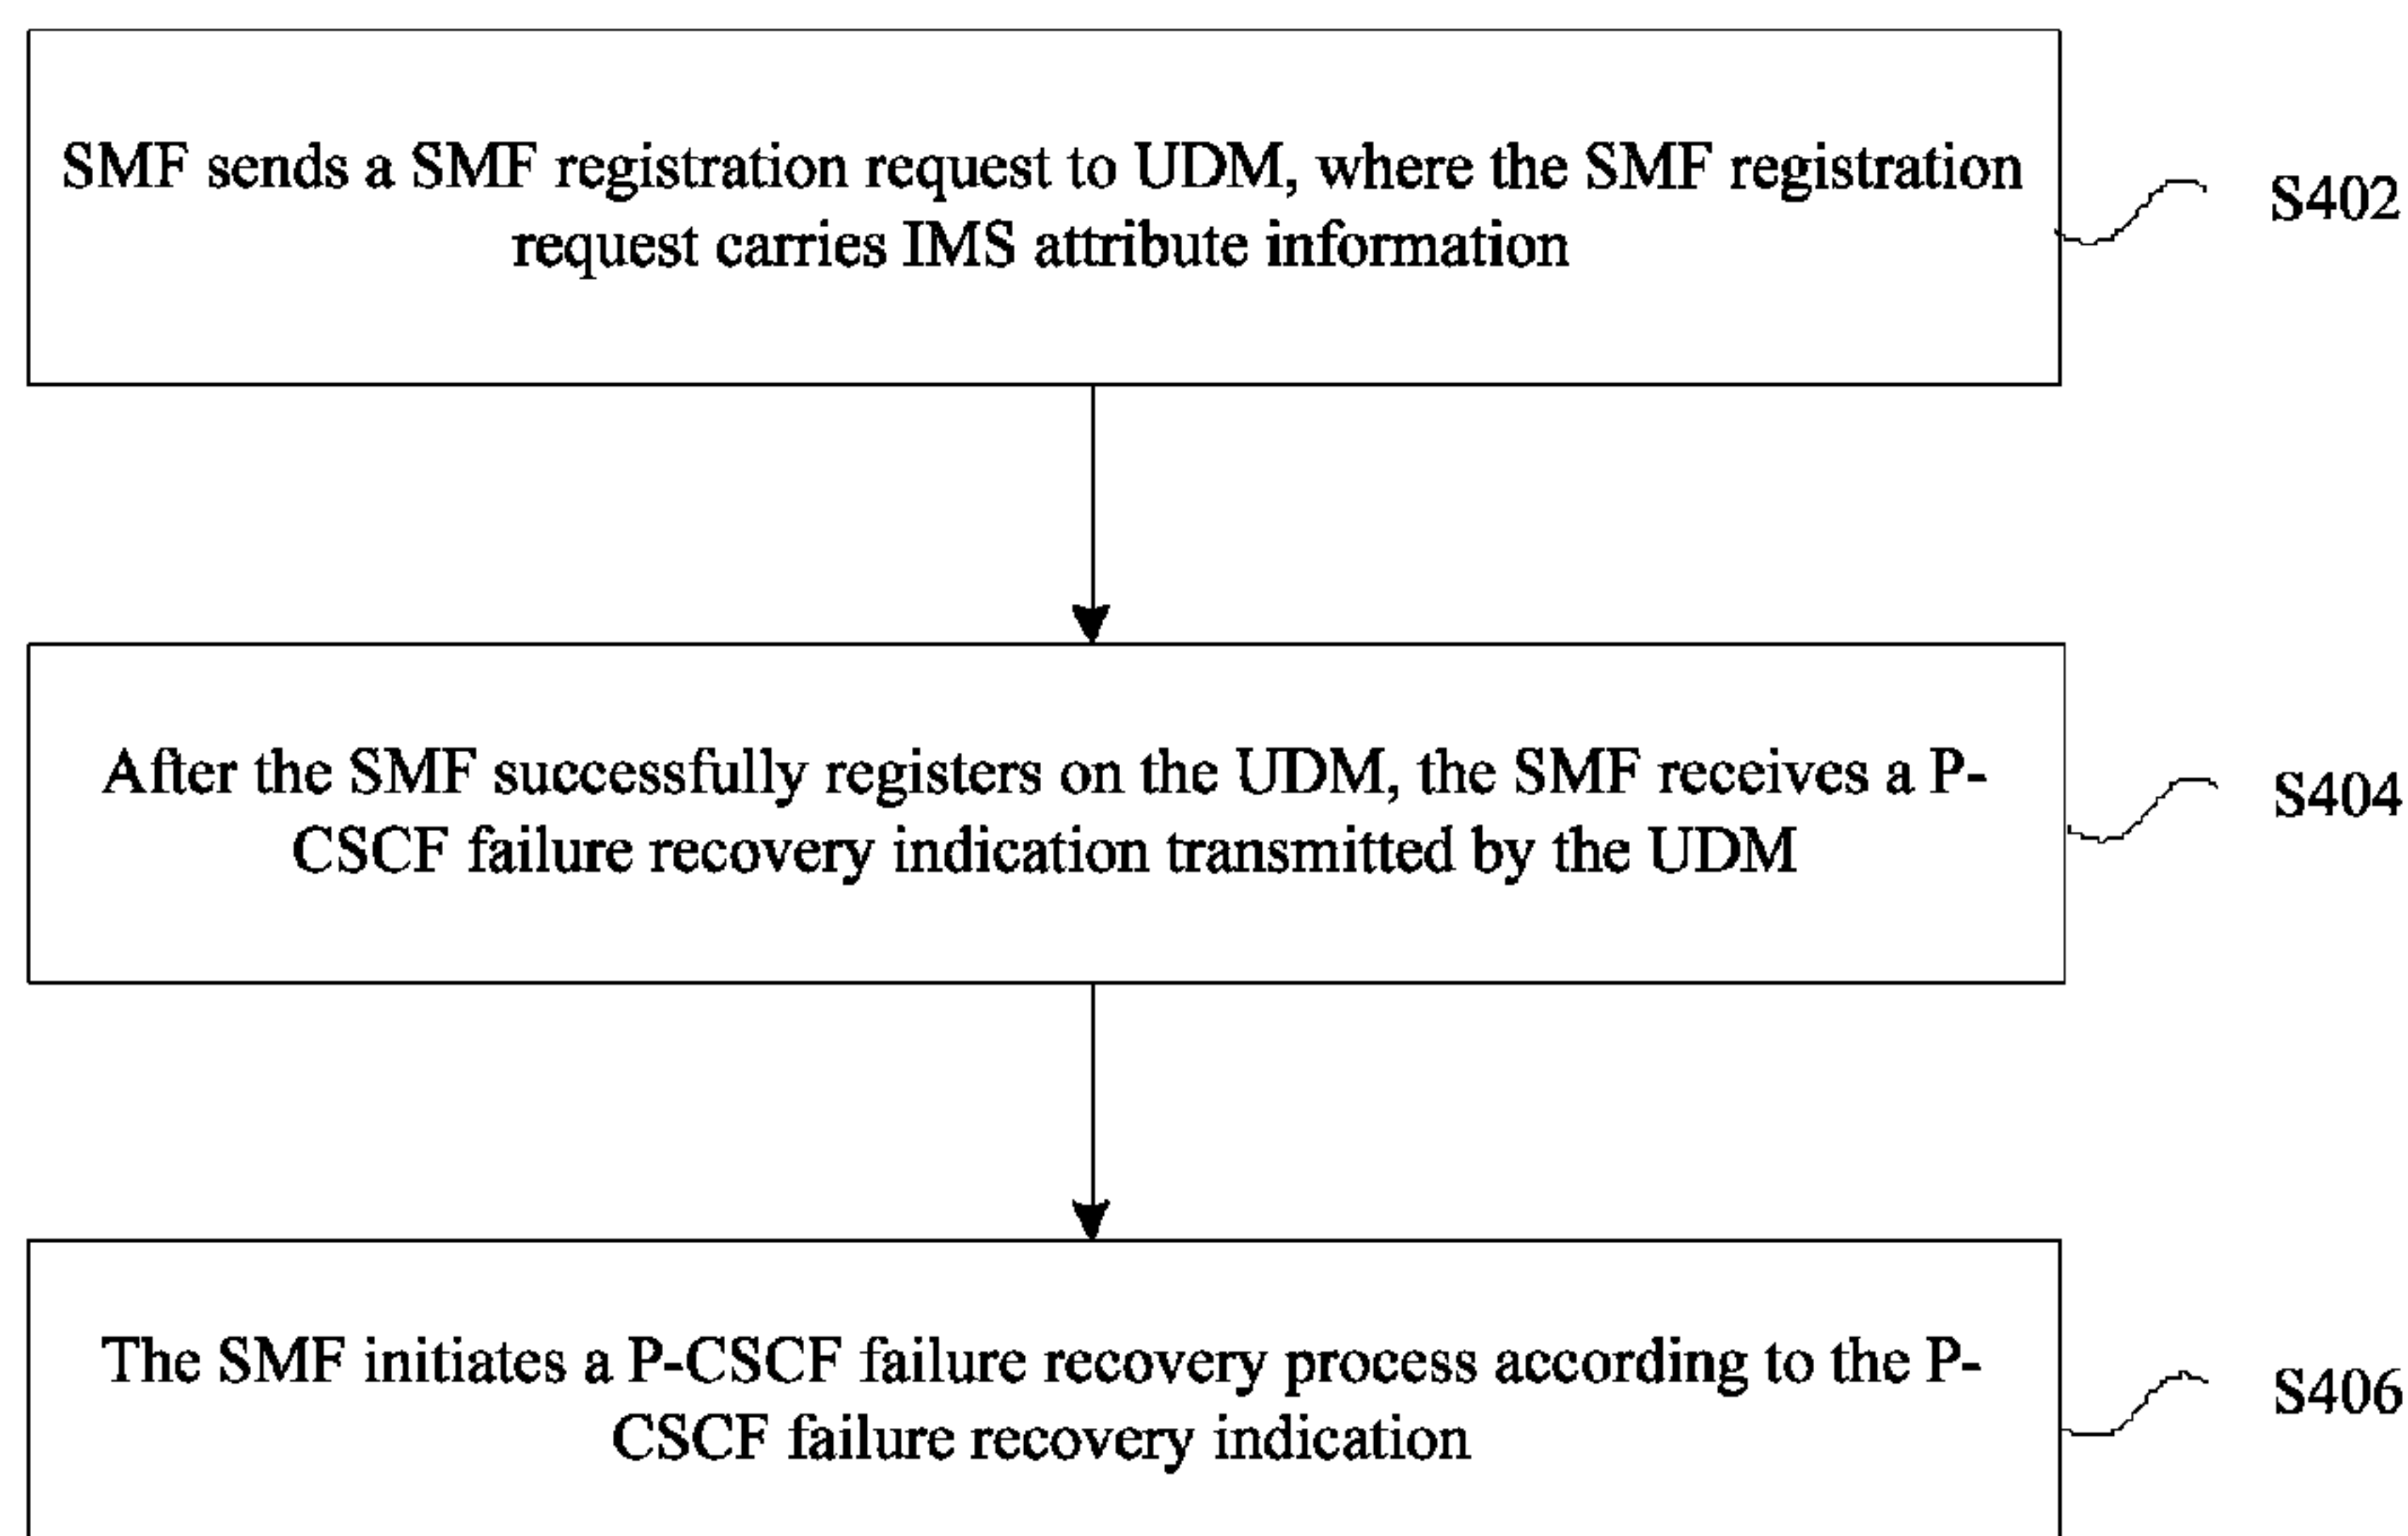 SMF sends a SMF registration request to UDM, where the SMF registration
request carries IMS attribute information
S402
After the SMF successfully registers on the UDM, the SMF receives a P-
CSCF failure recovery indication transmitted by the UDM
S404
The SMF initiates a P-CSCF failure recovery process according to the P-
CSCF failure recovery indication
S406